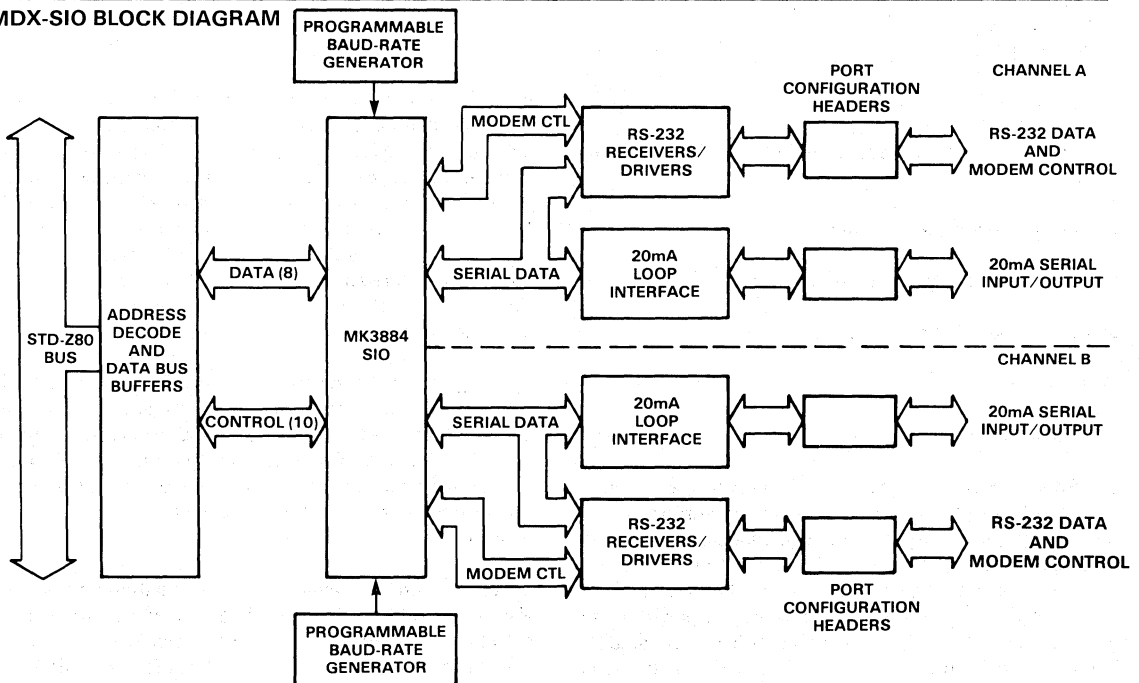 MDX-SIO BLOCK DIAGRAM
PROGRAMMABLE
BAUD-RATE
GENERATOR
PORT
CONFIGURATION
HEADERS
CHANNEL A
MODEM CTL
RS-232
RECEIVERS/
DRIVERS
RS-232 DATA
AND
MODEM CONTROL
DATA (8)
SERIAL DATA
20mA
LOOP
INTERFACE
20mA SERIAL
INPUT/OUTPUT
STD-Z80
BUS
ADDRESS
DECODE
AND
DATA BUS
BUFFERS
MK3884
SIO
CHANNEL B
CONTROL (10)
SERIAL DATA
20mA
LOOP
INTERFACE
20mA SERIAL
INPUT/OUTPUT
MODEM CTL
RS-232
RECEIVERS/
DRIVERS
RS-232 DATA
AND
MODEM CONTROL
PORT
CONFIGURATION
HEADERS
PROGRAMMABLE
BAUD-RATE
GENERATOR